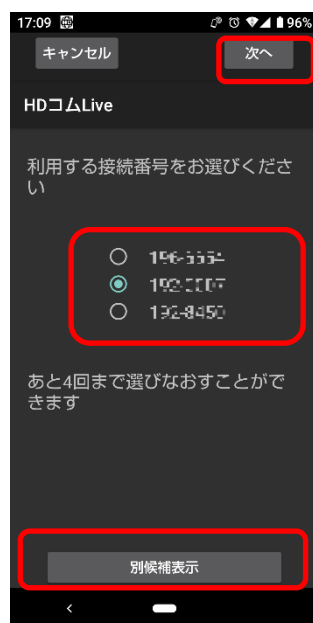 17:09 96%
キャンセル 次へ
HDコムLive
利用する接続番号をお選びくださ
い
あと4回まで選びなおすことがで
きます
別候補表示